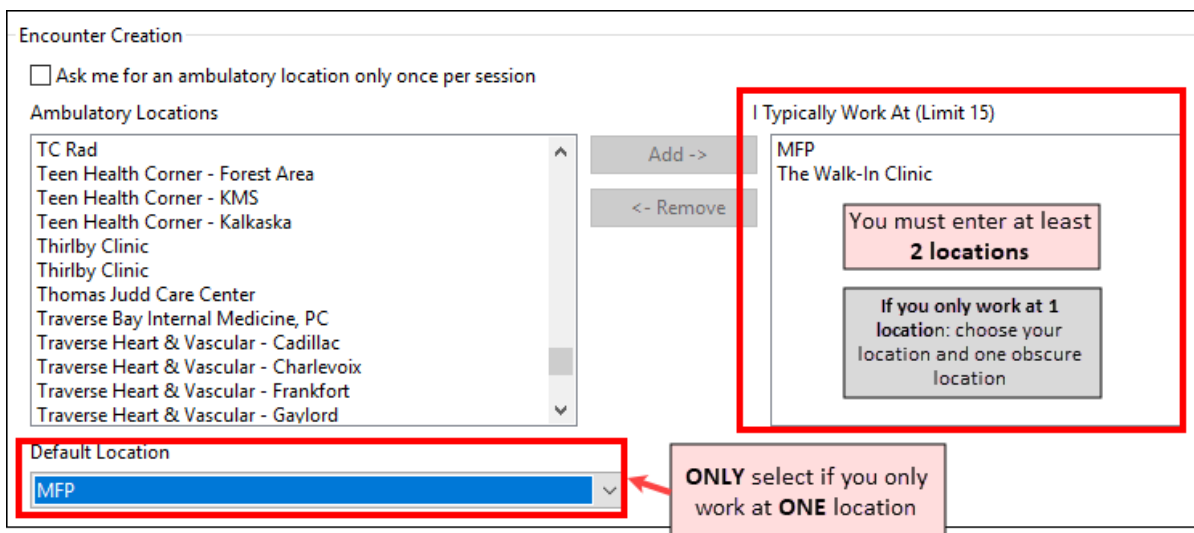 Encounter Creation
Ask me for an ambulatory location only once per session
Ambulatory Locations
TC Rad
Teen Health Corner - Forest Area
Teen Health Corner - KMS
Teen Health Corner - Kalkaska
Thirlby Clinic
Thirlby Clinic
Thomas Judd Care Center
Traverse Bay Internal Medicine, PC
Traverse Heart & Vascular - Cadillac
Traverse Heart & Vascular - Charlevoix
Traverse Heart & Vascular - Frankfort
Traverse Heart & Vascular - Gaylord
Add ->
<- Remove
I Typically Work At (Limit 15)
MFP
The Walk-In Clinic
You must enter at least
2 locations
If you only work at 1
location: choose your
location and one obscure
location
Default Location
MFP
ONLY select if you only
work at ONE location